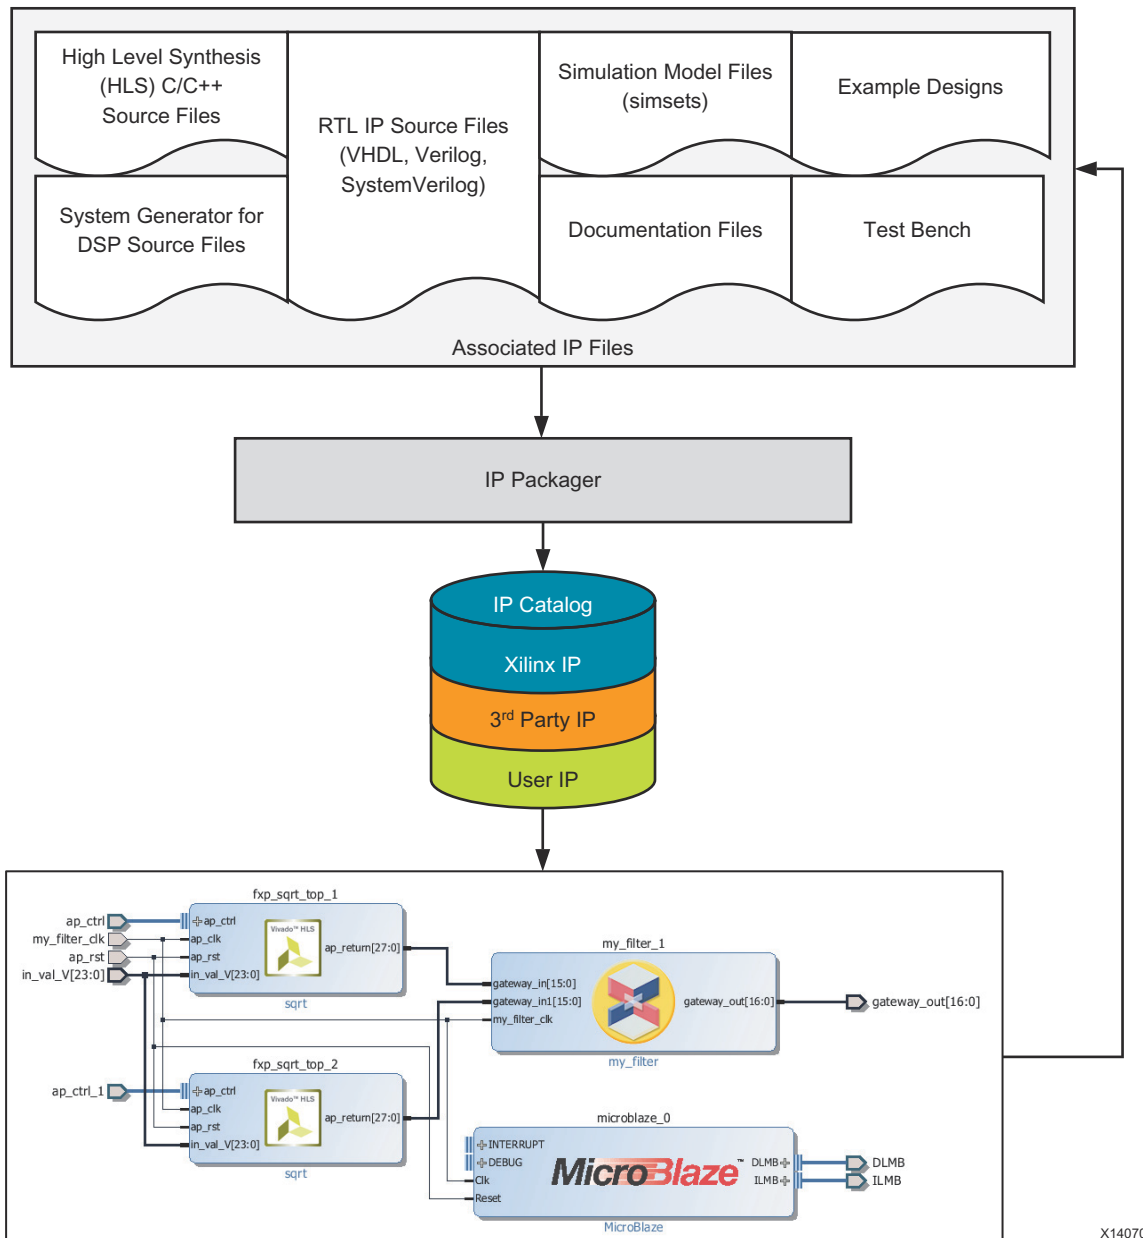 High Level Synthesis
(HLS) C/C++
Source Files
RTL IP Source Files
(VHDL, Verilog,
SystemVerilog)
Simulation Model Files
(simsets)
Example Designs
System Generator for
DSP Source Files
Documentation Files
Test Bench
Associated IP Files
IP Packager
IP Catalog
Xilinx IP
3rd Party IP
User IP
fxp_sqrt_top_1
ap_ctrl
my_filter_clk
ap_rst
in_val_V[23:0]
ap_ctrl
ap_clk
ap_rst
in_val_V[23:0]
Vivado™ HLS
ap_return[27:0]
sqrt
my_filter_1
gateway_in[15:0]
gateway_in1[15:0]
my_filter_clk
gateway_out[16:0]
gateway_out[16:0]
my_filter
fxp_sqrt_top_2
ap_ctrl_1
ap_ctrl
ap_clk
ap_rst
in_val_V[23:0]
Vivado™ HLS
ap_return[27:0]
sqrt
microblaze_0
INTERRUPT
DEBUG
Clk
Reset
MicroBlaze™
DLMB
ILMB
DLMB
ILMB
MicroBlaze
X14070